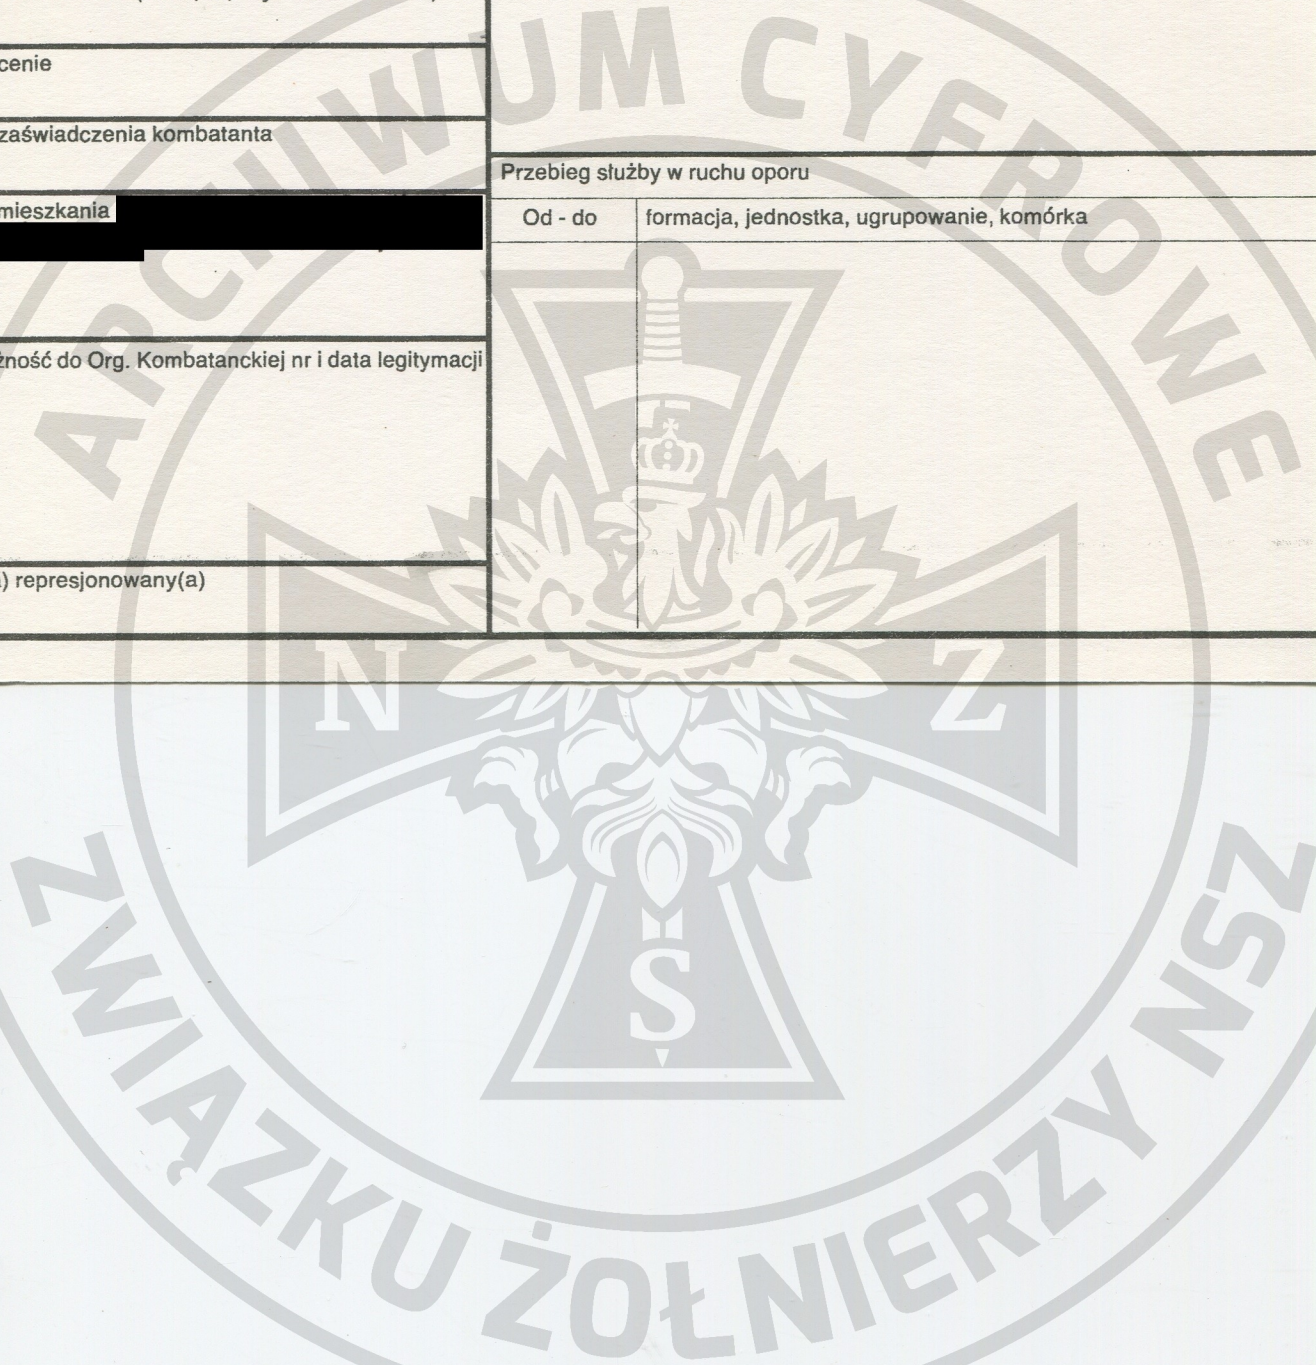 cenie
zaświadczenia kombatanta
mieszkania
żność do Org. Kombatanckiej nr i data legitymacji
) represjonowany(a)
Przebieg służby w ruchu oporu
Od - do
formacja, jednostka, ugrupowanie, komórka
ARCHIWUM CYFROWE
ZWIĄZKU ŻOŁNIERZY NSZ
N
Z
S